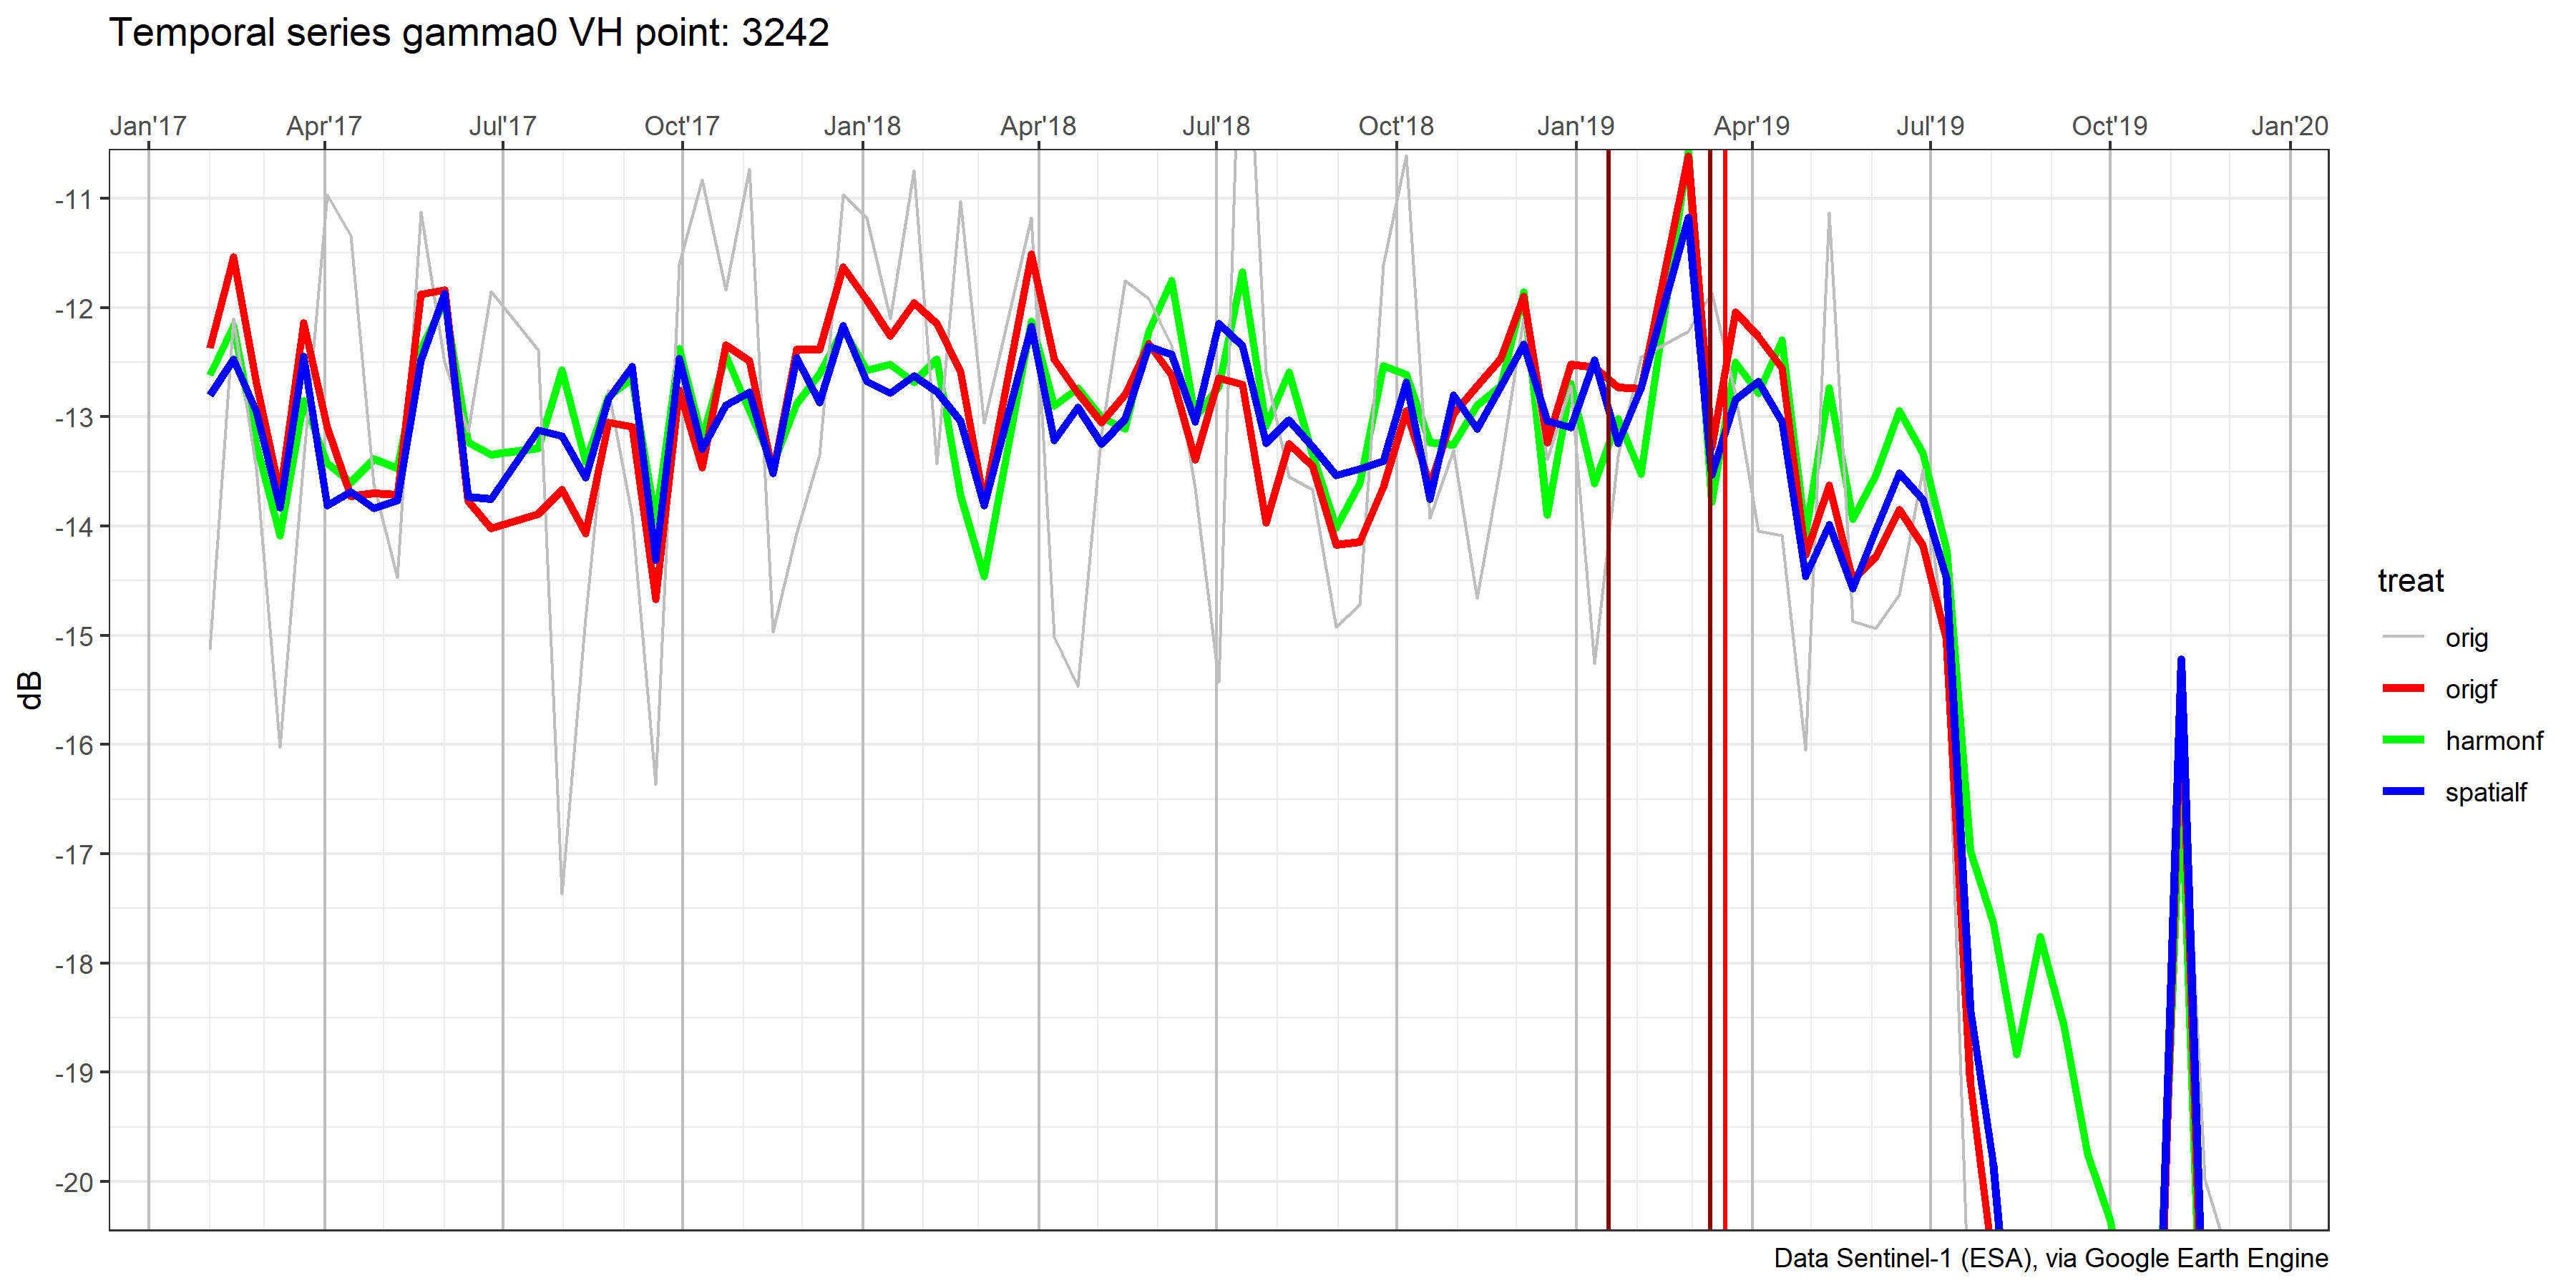 Temporal series gamma0 VH point: 3242
Jan'17 Apr'17 Jul'17 Oct'17 Jan'18 Apr'18 Jul'18 Oct'18 Jan'19 Apr'19 Jul'19 Oct'19 Jan'20
-11
-12
-13
-14
-15
-16
-17
-18
-19
-20
dB
treat
orig
origf
harmonf
spatialf
Data Sentinel-1 (ESA), via Google Earth Engine